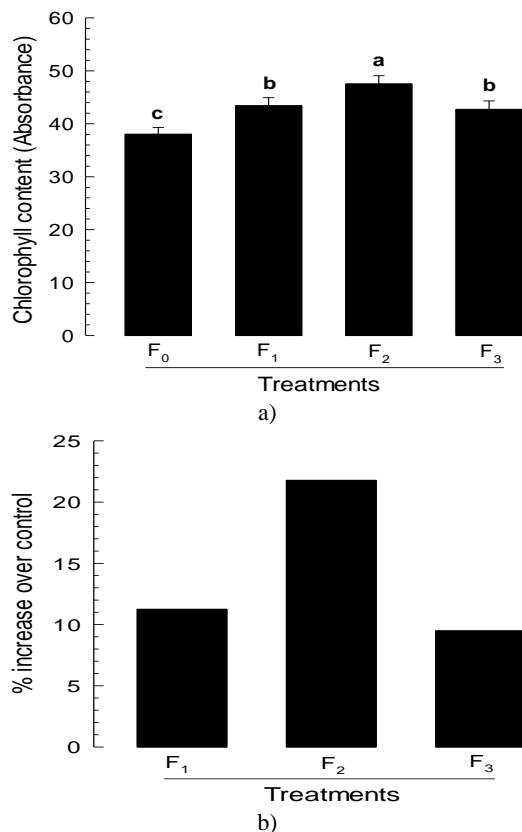 Chlorophyll content (Absorbance)
60
50
40
30
20
10
0
c
b
a
b
F₀ F₁ F₂ F₃
Treatments
a)
% increase over control
25
20
15
10
5
0
F₁ F₂ F₃
Treatments
b)